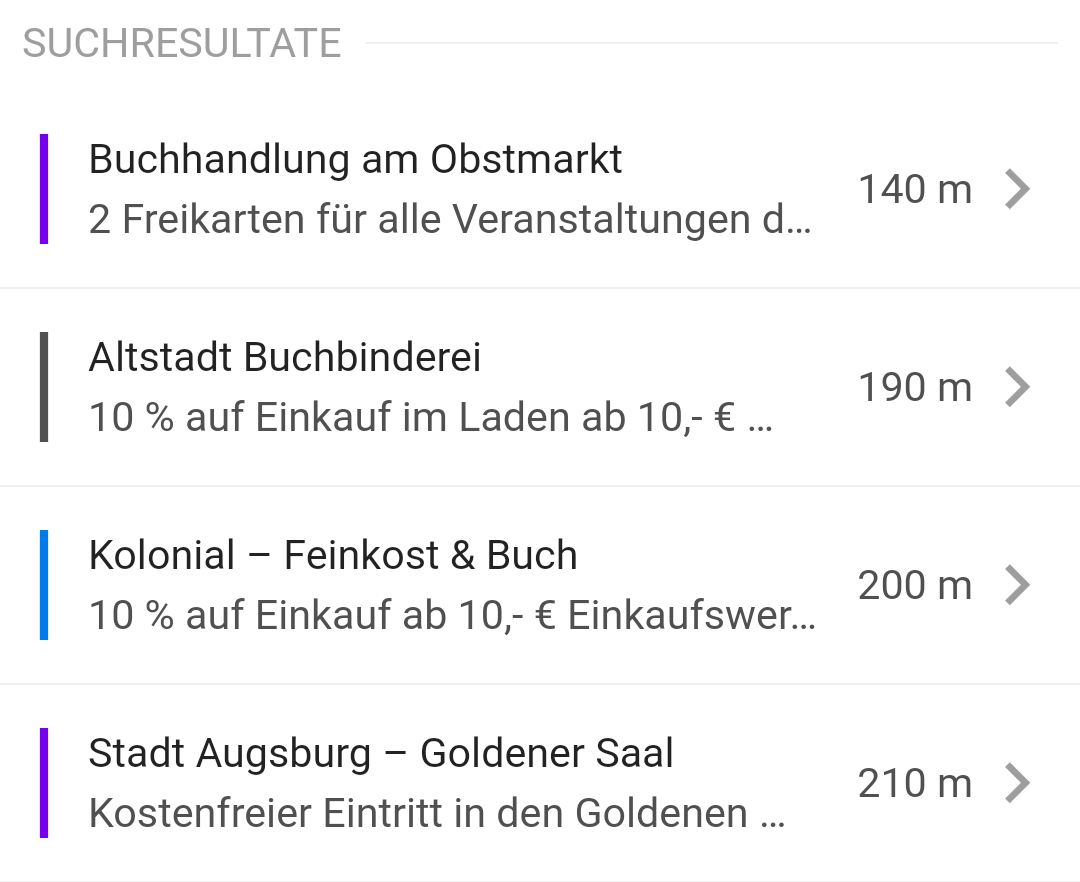 SUCHRESULTATE
Buchhandlung am Obstmarkt
2 Freikarten für alle Veranstaltungen d…
140 m
Altstadt Buchbinderei
10 % auf Einkauf im Laden ab 10,- € …
190 m
Kolonial – Feinkost & Buch
10 % auf Einkauf ab 10,- € Einkaufswer…
200 m
Stadt Augsburg – Goldener Saal
Kostenfreier Eintritt in den Goldenen …
210 m